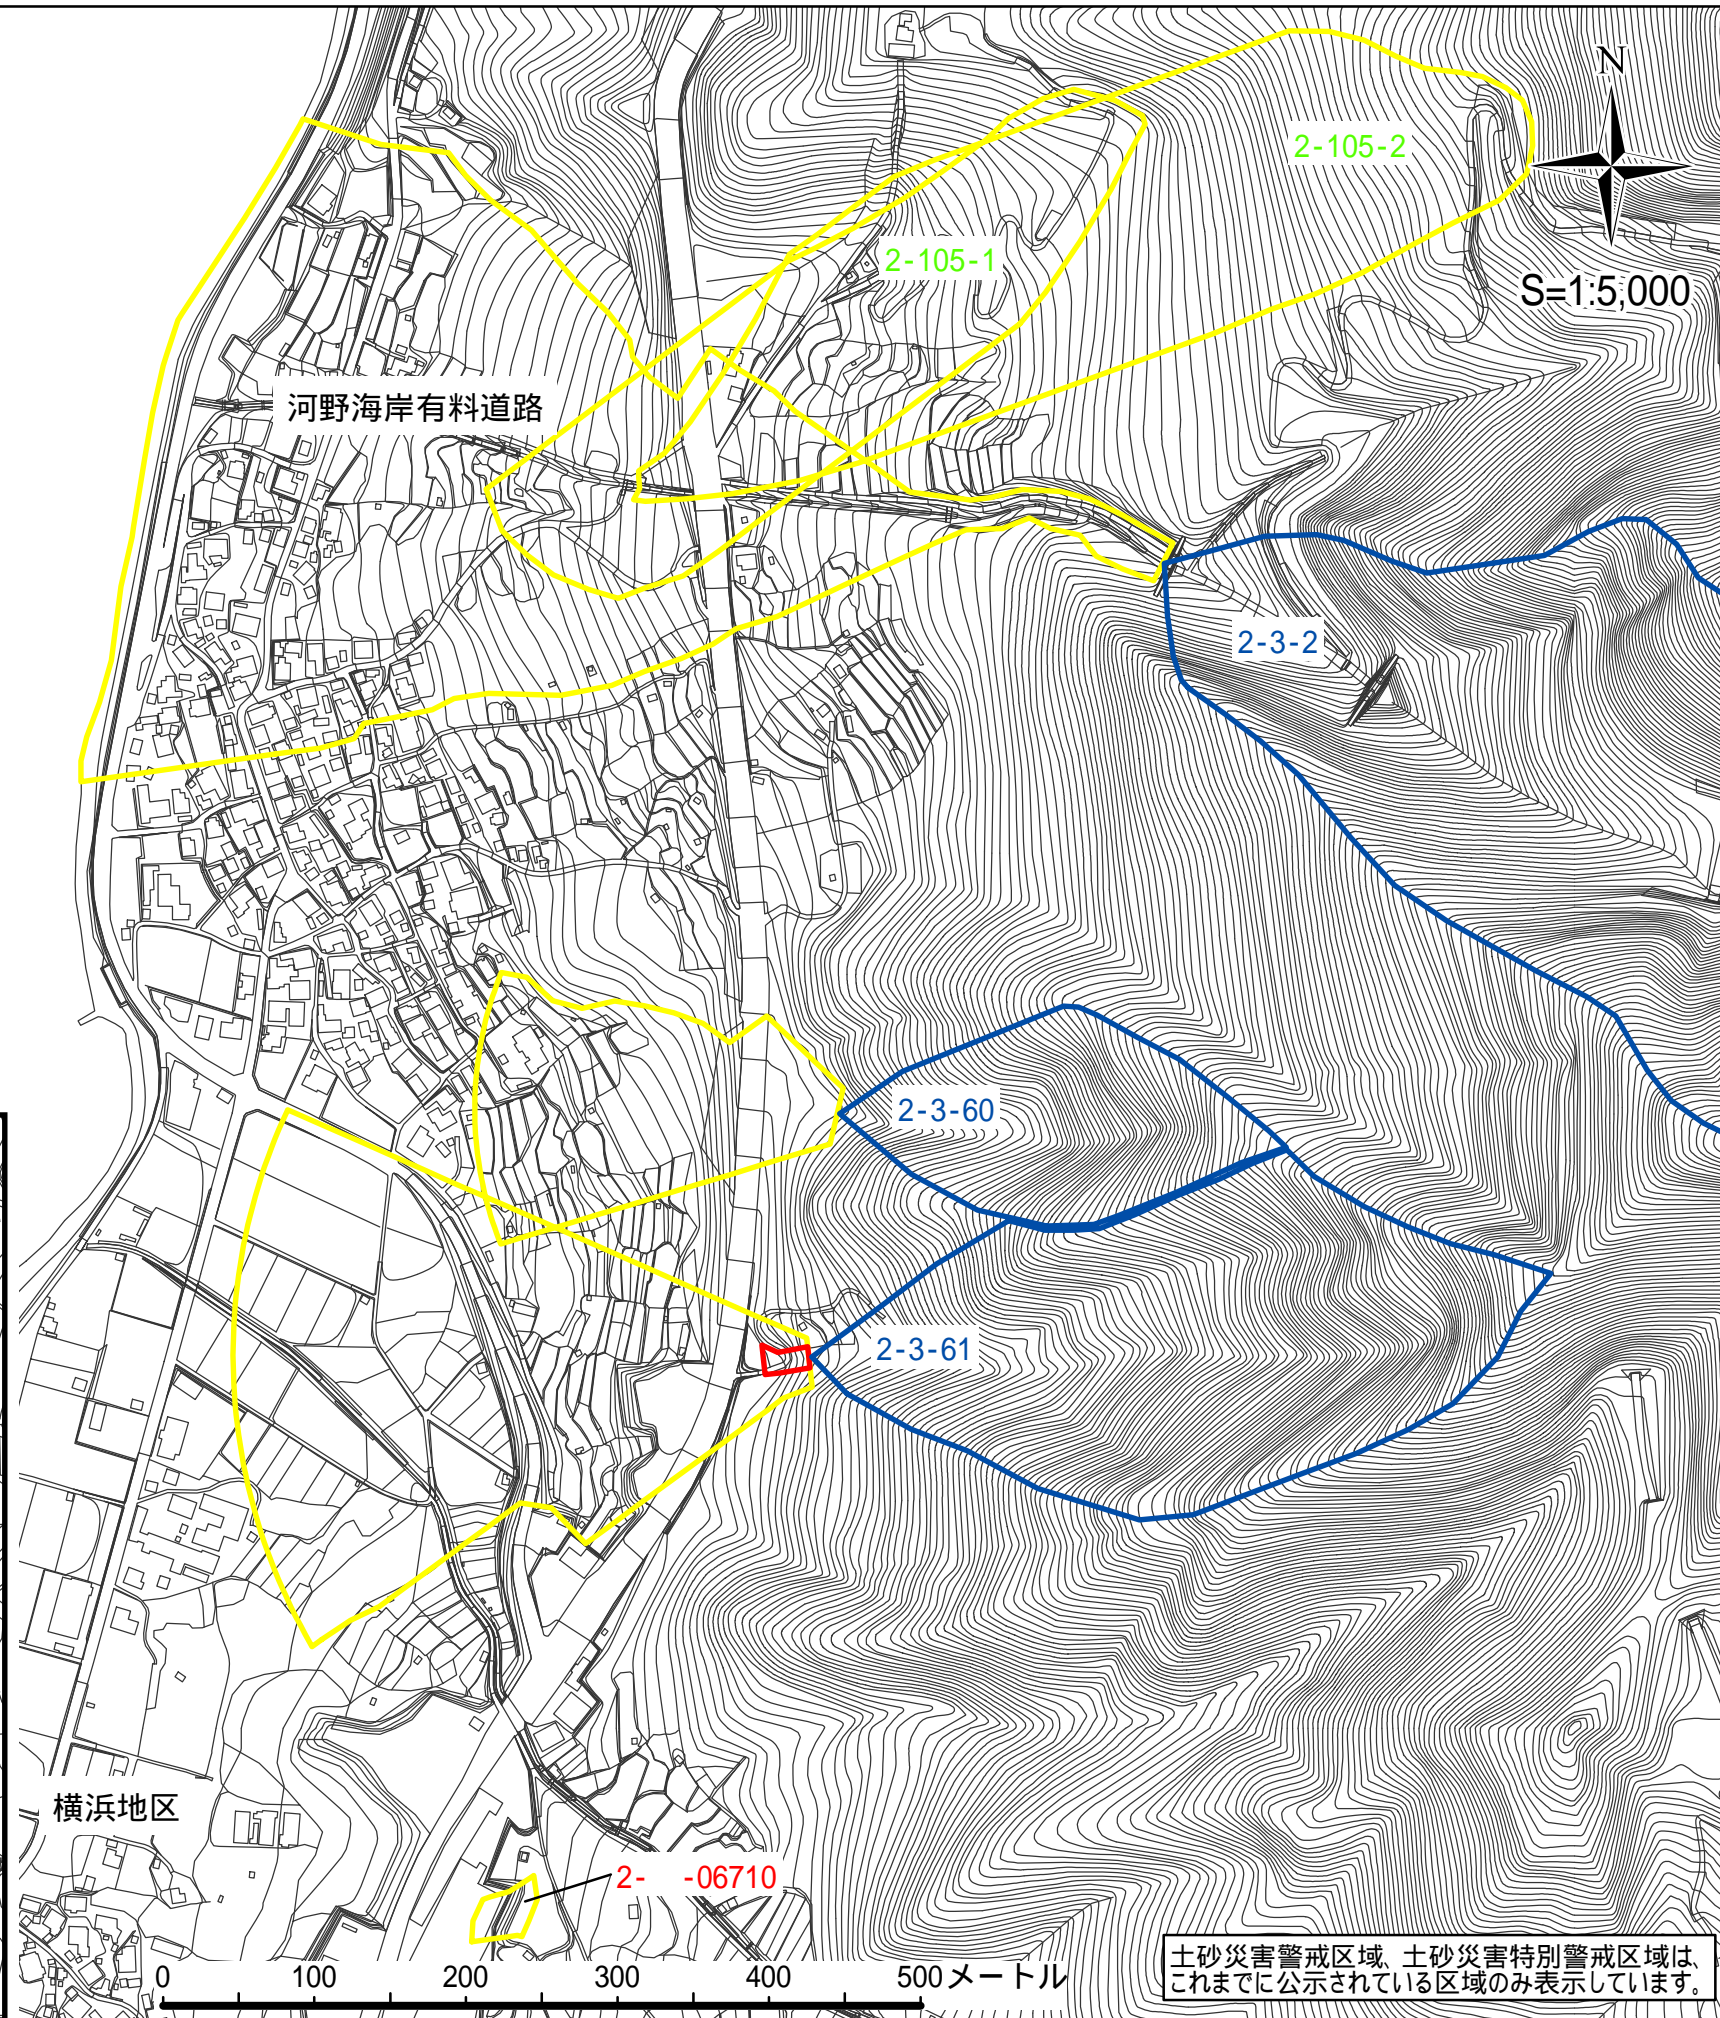 N
2-105-2
2-105-1
S=1:5,000
河野海岸有料道路
2-3-2
2-3-60
2-3-61
横浜地区
2- -06710
0 100 200 300 400 500 メートル
土砂災害警戒区域、土砂災害特別警戒区域は、
これまでに公示されている区域のみ表示しています。